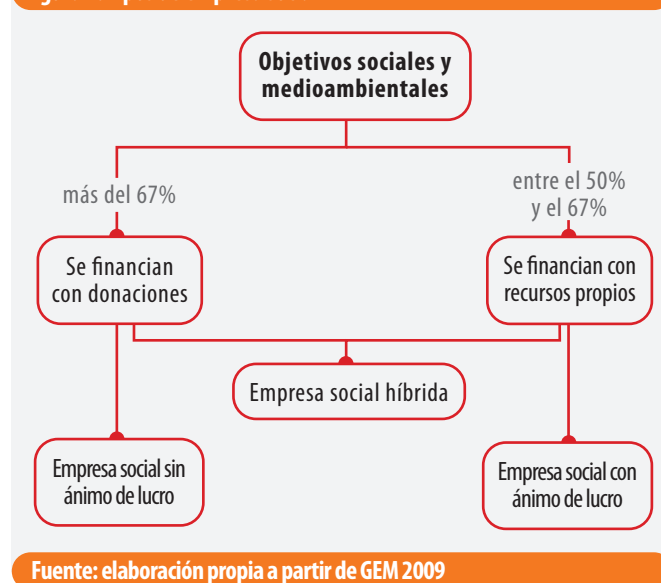 Objetivos sociales y
medioambientales
más del 67%
entre el 50%
y el 67%
Se financian
con donaciones
Se financian con
recursos propios
Empresa social híbrida
Empresa social sin
ánimo de lucro
Empresa social con
ánimo de lucro
Fuente: elaboración propia a partir de GEM 2009